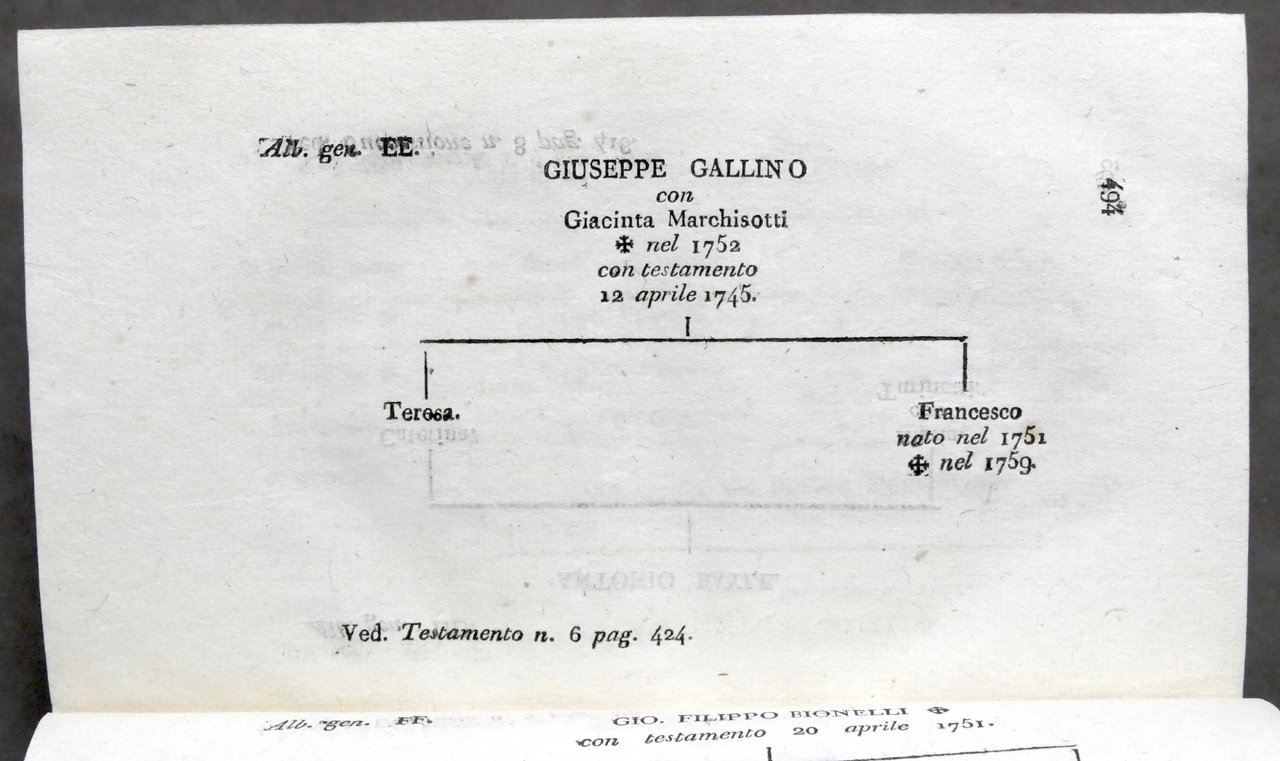 Alb. gen. EE.
494
GIUSEPPE GALLINO
con
Giacinta Marchisotti
✠ nel 1752
con testamento
12 aprile 1745.
Teresa.
Francesco
nato nel 1751
✠ nel 1759.
Ved. Testamento n. 6 pag. 424.
Alb. gen. FF.
GIO. FILIPPO BIONELLI ✠
con testamento 20 aprile 1751.